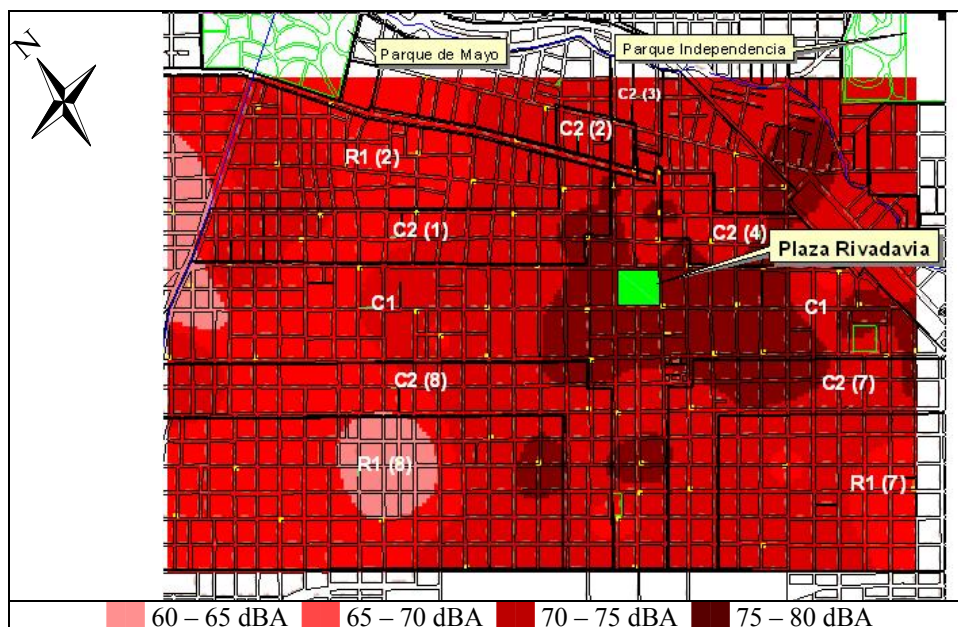 N
Parque de Mayo
Parque Independencia
C2 (3)
C2 (2)
R1 (2)
C2 (1)
C2 (4)
Plaza Rivadavia
C1
C1
C2 (8)
C2 (7)
R1 (8)
R1 (7)
60 – 65 dBA 65 – 70 dBA 70 – 75 dBA 75 – 80 dBA